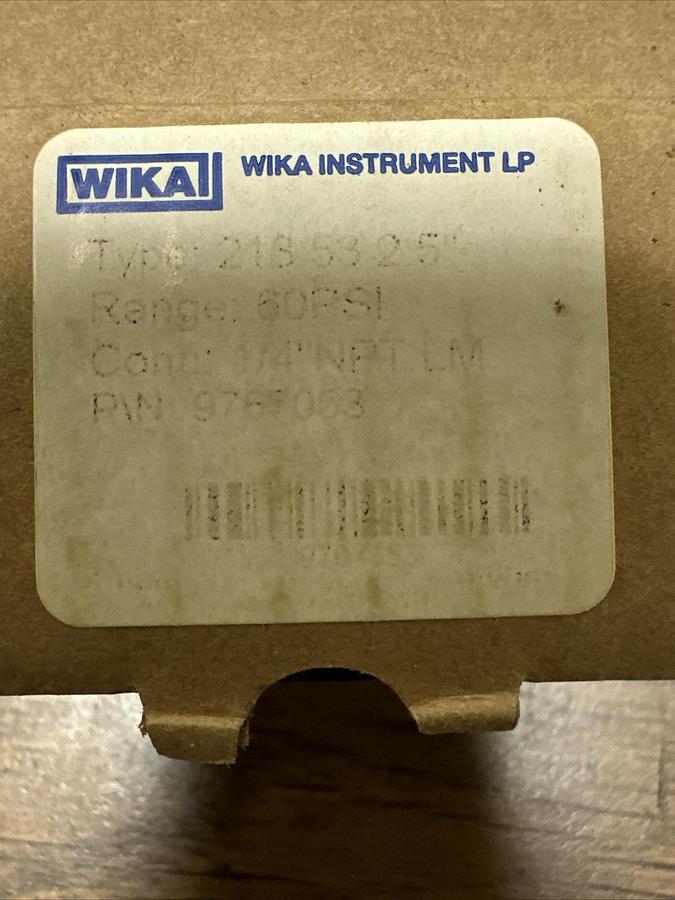 WIKA
WIKA INSTRUMENT LP
Type: 213.53 2.5"
Range: 60PSI
Conn: 1/4"NPT LM
P\N: 9767053